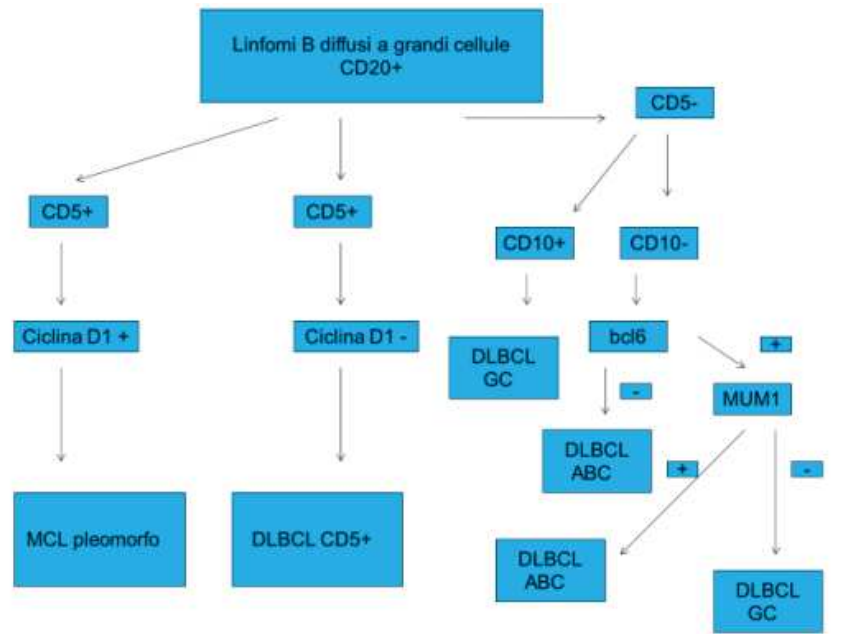 Linfomi B diffusi a grandi cellule
CD20+
CD5-
CD5+
CD5+
CD10+
CD10-
Ciclina D1 +
Ciclina D1 -
DLBCL
GC
bcl6
+
-
MUM1
DLBCL
ABC
+
-
MCL pleomorfo
DLBCL CD5+
DLBCL
ABC
DLBCL
GC